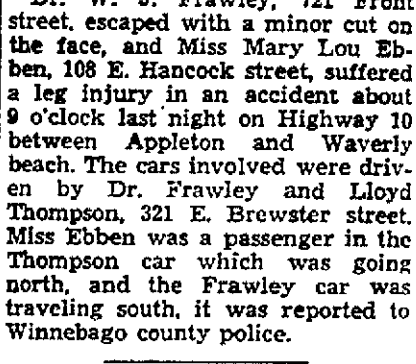 Dr. W. J. Frawley, 721 Front
street, escaped with a minor cut on
the face, and Miss Mary Lou Eb-
ben, 108 E. Hancock street, suffered
a leg injury in an accident about
9 o'clock last night on Highway 10
between Appleton and Waverly
beach. The cars involved were driv-
en by Dr. Frawley and Lloyd
Thompson, 321 E. Brewster street.
Miss Ebben was a passenger in the
Thompson car which was going
north, and the Frawley car was
traveling south, it was reported to
Winnebago county police.